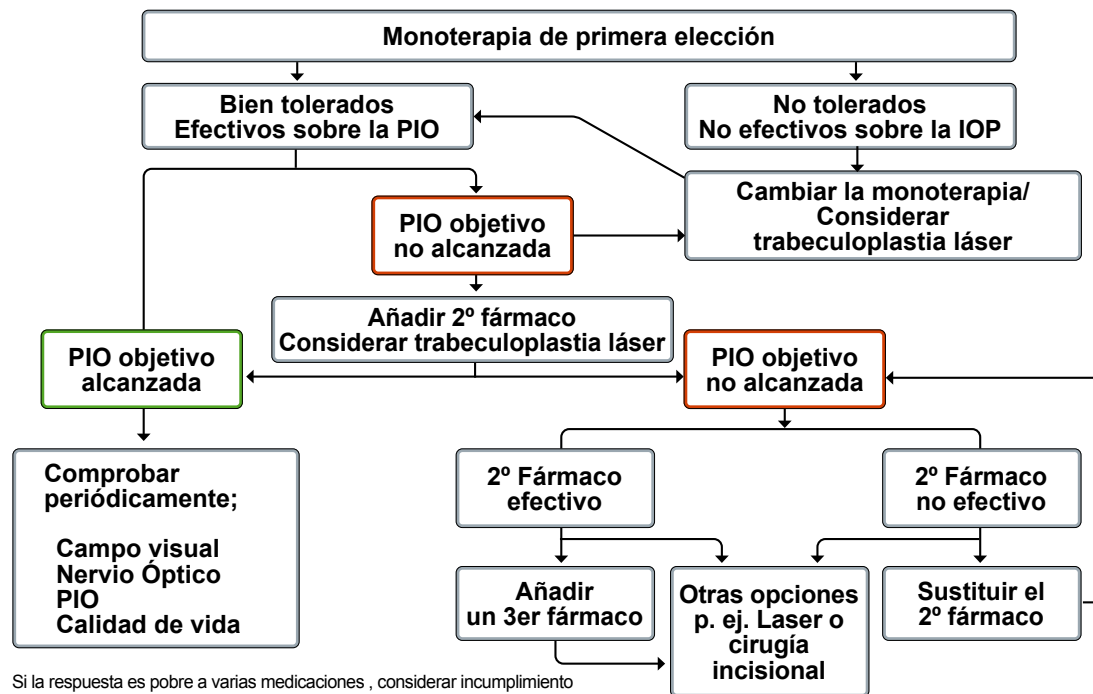 Monoterapia de primera elección
Bien tolerados
Efectivos sobre la PIO
No tolerados
No efectivos sobre la IOP
Cambiar la monoterapia/
Considerar
trabeculoplastia láser
PIO objetivo
no alcanzada
Añadir 2º fármaco
Considerar trabeculoplastia láser
PIO objetivo
alcanzada
PIO objetivo
no alcanzada
Comprobar
periódicamente;
Campo visual
Nervio Óptico
PIO
Calidad de vida
2º Fármaco
efectivo
2º Fármaco
no efectivo
Añadir
un 3er fármaco
Otras opciones
p. ej. Laser o
cirugía
incisional
Sustituir el
2º fármaco
Si la respuesta es pobre a varias medicaciones , considerar incumplimiento